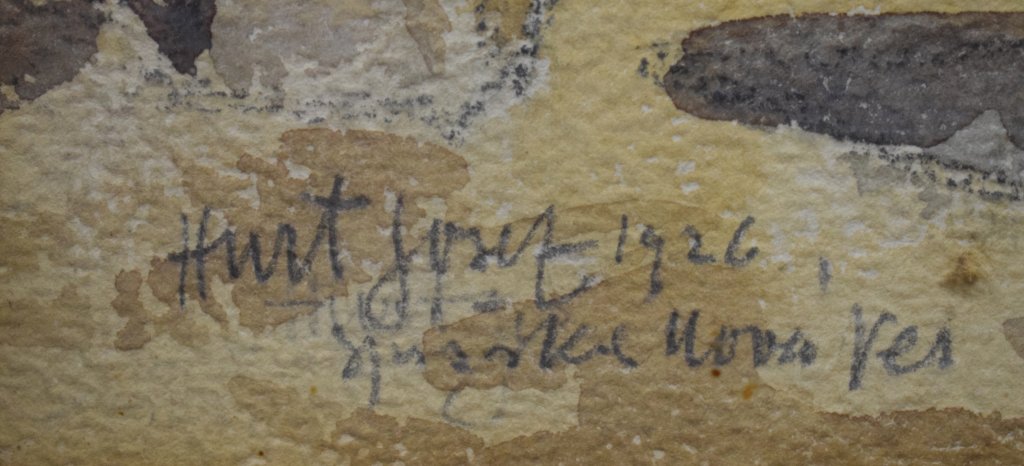 Hurt Josef 1926,
Spišská Nová Ves